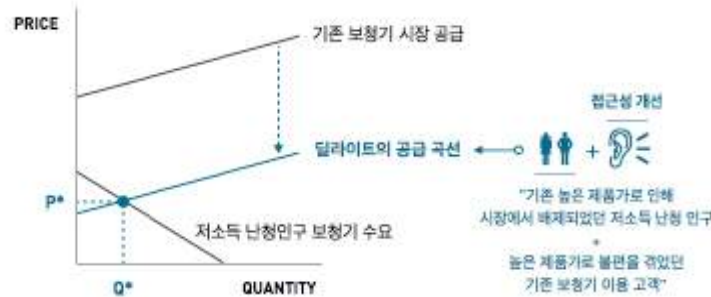 PRICE
기존 보청기 시장 공급
접근성 개선
딜라이트의 공급 곡선
+
P*
"기존 높은 제품가로 인해
시장에서 배제되었던 저소득 난청 인구
+
저소득 난청인구 보청기 수요
높은 제품가로 불편을 겪었던
기존 보청기 이용 고객"
Q*
QUANTITY